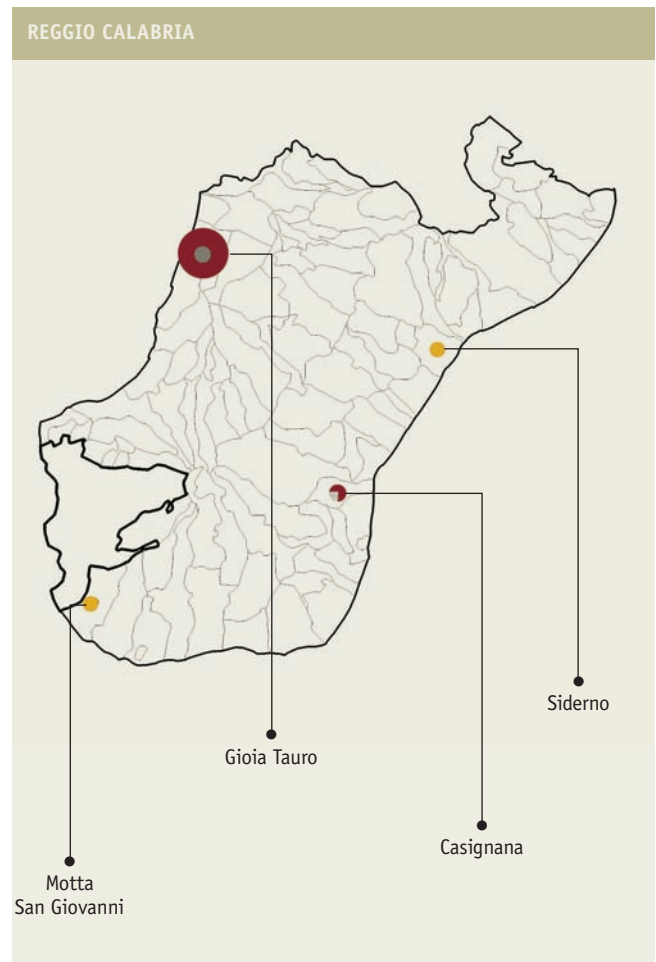 REGGIO CALABRIA
Siderno
Gioia Tauro
Casignana
Motta
San Giovanni